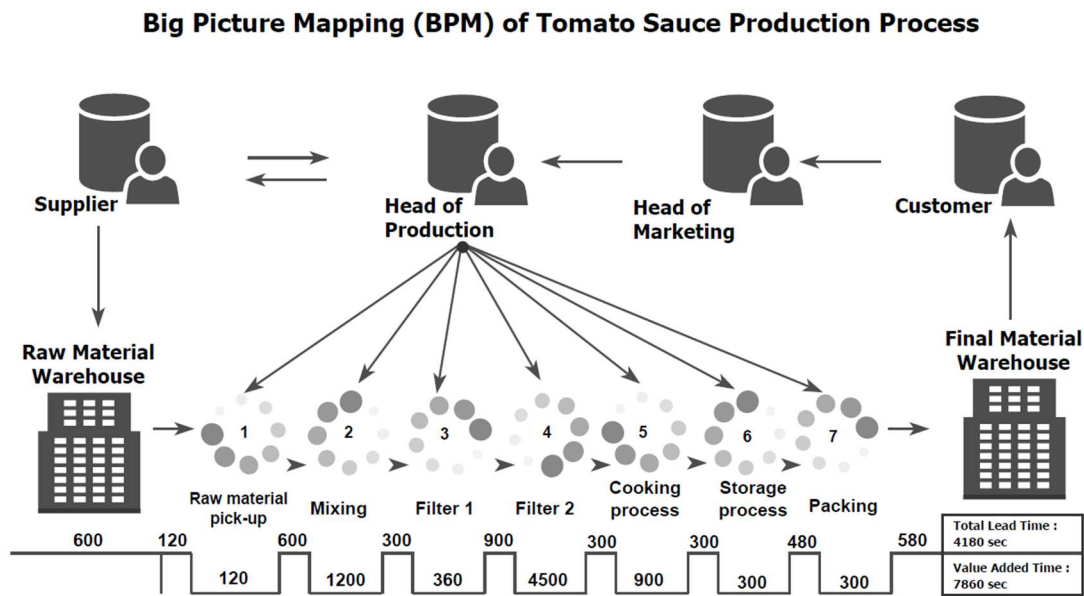 Big Picture Mapping (BPM) of Tomato Sauce Production Process
Supplier
Head of
Production
Head of
Marketing
Customer
Raw Material
Warehouse
Final Material
Warehouse
1
2
3
4
5
6
7
Raw material
pick-up
Mixing
Filter 1
Filter 2
Cooking
process
Storage
process
Packing
600
120
600
300
900
300
300
480
580
120
1200
360
4500
900
300
300
Total Lead Time :
4180 sec
Value Added Time :
7860 sec